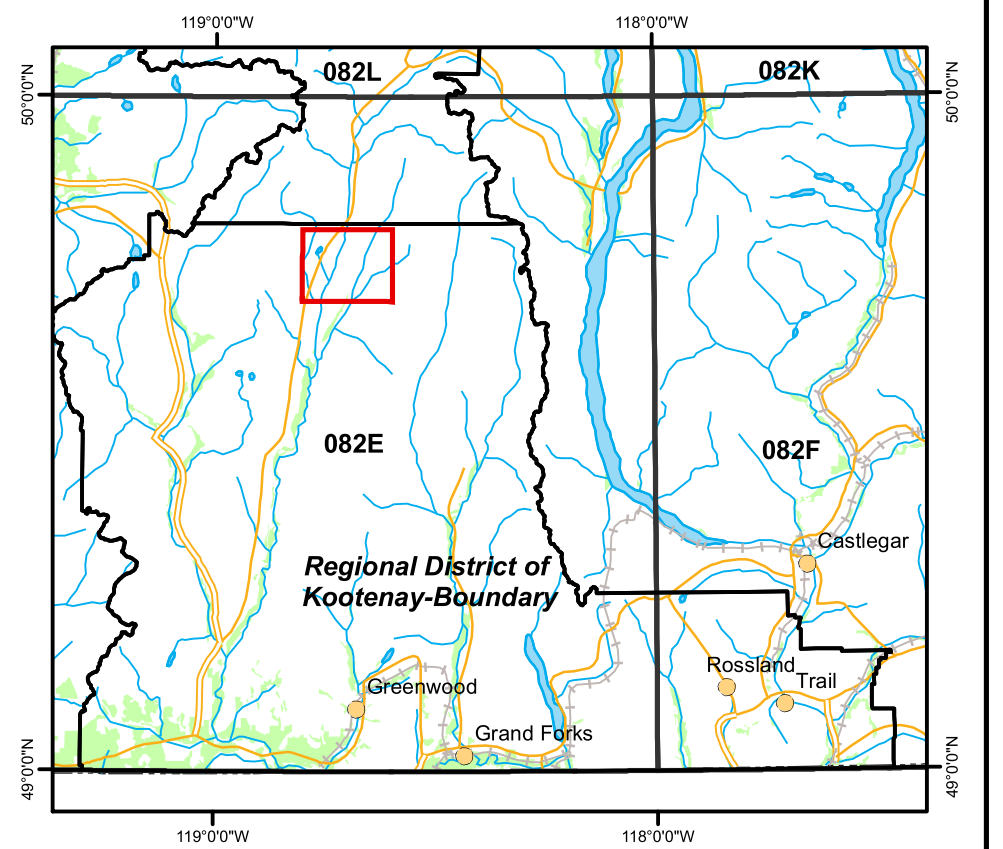 119°0'0"W
118°0'0"W
082L
082K
50°0'0"N
50°0'0"N
082E
082F
Castlegar
Regional District of
Kootenay-Boundary
Rossland
Trail
Greenwood
Grand Forks
49°0'0"N
49°0'0"N
119°0'0"W
118°0'0"W